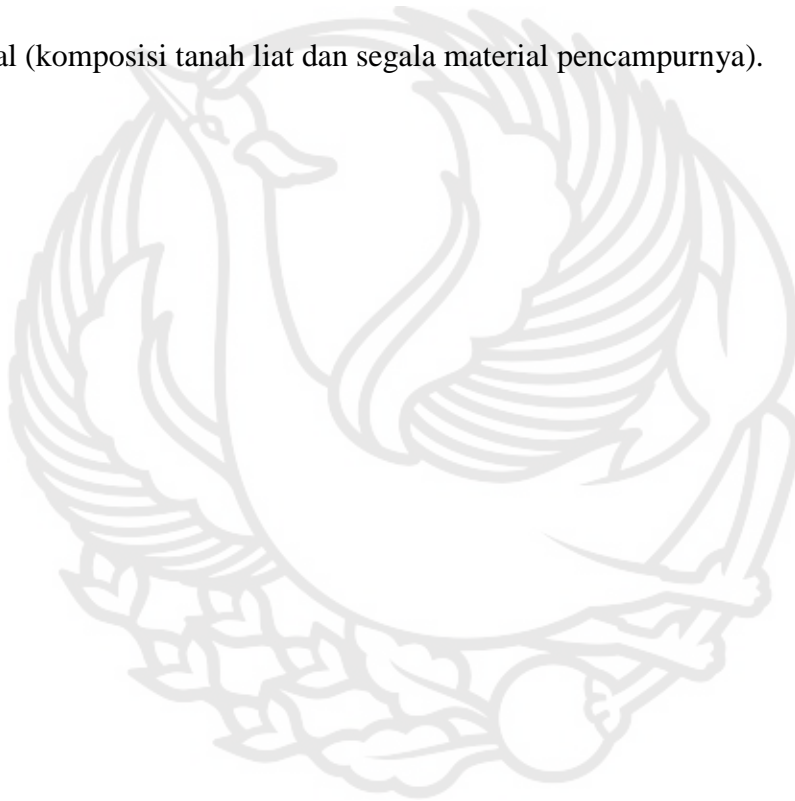 al (komposisi tanah liat dan segala material pencampurnya).